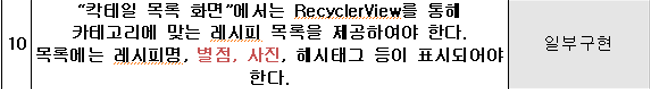 “칵테일 목록 화면”에서는 RecyclerView를 통해
카테고리에 맞는 레시피 목록을 제공하여야 한다.
10
일부구현
목록에는 레시피명, 별점, 사진, 해시태그 등이 표시되어야
한다.